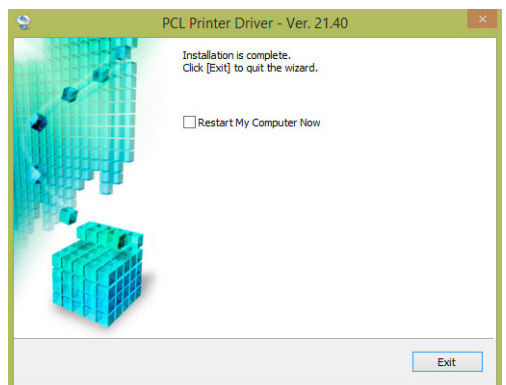 PCL Printer Driver - Ver. 21.40
Installation is complete.
Click [Exit] to quit the wizard.
Restart My Computer Now
Exit